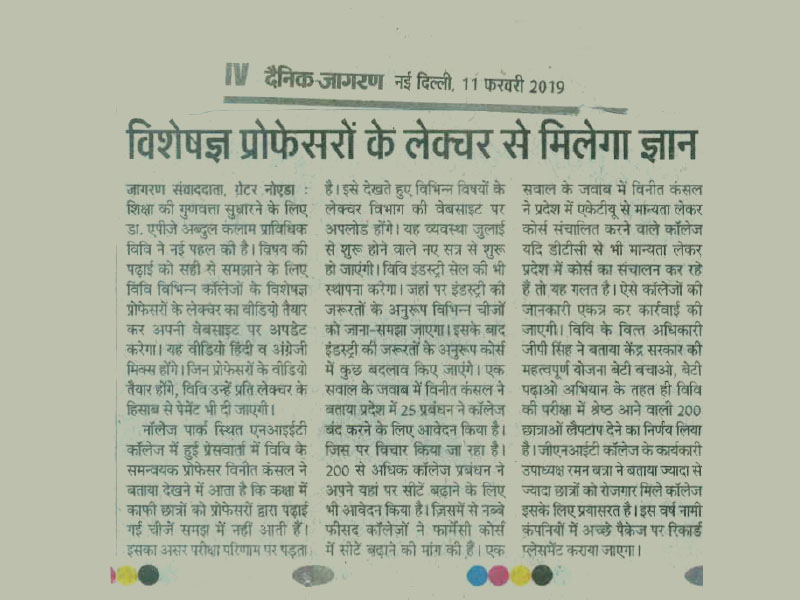 IV दैनिक जागरण नई दिल्ली, 11 फरवरी 2019
विशेषज्ञ प्रोफेसरों के लेक्चर से मिलेगा ज्ञान
जागरण संवाददाता, ग्रेटर नोएडा :
शिक्षा की गुणवत्ता सुधारने के लिए
डा. एपीजे अब्दुल कलाम प्राविधिक
विवि ने नई पहल की है। विषय की
पढ़ाई को सही से समझाने के लिए
विवि विभिन्न कॉलेजों के विशेषज्ञ
प्रोफेसरों के लेक्चर का वीडियो तैयार
कर अपनी वेबसाइट पर अपडेट
करेगा। यह वीडियो हिंदी व अंग्रेजी
मिक्स होंगे। जिन प्रोफेसरों के वीडियो
तैयार होंगे, विवि उन्हें प्रति लेक्चर के
हिसाब से पेमेंट भी दी जाएगी।
नॉलेज पार्क स्थित एनआइईटी
कॉलेज में हुई प्रेसवार्ता में विवि के
समन्वयक प्रोफेसर विनीत कंसल ने
बताया देखने में आता है कि कक्षा में
काफी छात्रों को प्रोफेसरों द्वारा पढ़ाई
गई चीजें समझ में नहीं आती हैं।
इसका असर परीक्षा परिणाम पर पड़ता
है। इसे देखते हुए विभिन्न विषयों के
लेक्चर विभाग की वेबसाइट पर
अपलोड होंगे। यह व्यवस्था जुलाई
से शुरू होने वाले नए सत्र से शुरू
हो जाएंगी। विवि इंडस्ट्री सेल की भी
स्थापना करेगा। जहां पर इंडस्ट्री की
जरूरतों के अनुरूप विभिन्न चीजों
को जाना-समझा जाएगा। इसके बाद
इंडस्ट्री की जरूरतों के अनुरूप कोर्स
में कुछ बदलाव किए जाएंगे। एक
सवाल के जवाब में विनीत कंसल ने
बताया प्रदेश में 25 प्रबंधन ने कॉलेज
बंद करने के लिए आवेदन किया है।
जिस पर विचार किया जा रहा है।
200 से अधिक कॉलेज प्रबंधन ने
अपने यहां पर सीटें बढ़ाने के लिए
भी आवेदन किया है। जिसमें से नब्बे
फीसद कॉलेजों ने फार्मेसी कोर्स
में सीटें बढ़ाने की मांग की है। एक
सवाल के जवाब में विनीत कंसल
ने प्रदेश में एकेटीयू से मान्यता लेकर
कोर्स संचालित करने वाले कॉलेज
यदि डीटीसी से भी मान्यता लेकर
प्रदेश में कोर्स का संचालन कर रहे
हैं तो यह गलत है। ऐसे कॉलेजों की
जानकारी एकत्र कर कार्रवाई की
जाएगी। विवि के वित्त अधिकारी
जीपी सिंह ने बताया केंद्र सरकार की
महत्वपूर्ण योजना बेटी बचाओ, बेटी
पढ़ाओ अभियान के तहत ही विवि
की परीक्षा में श्रेष्ठ आने वाली 200
छात्राओं लैपटाप देने का निर्णय लिया
है। जीएनआईटी कॉलेज के कार्यकारी
उपाध्यक्ष रमन बत्रा ने बताया ज्यादा से
ज्यादा छात्रों को रोजगार मिले कॉलेज
इसके लिए प्रयासरत है। इस वर्ष नामी
कंपनियों में अच्छे पैकेज पर रिकार्ड
प्लेसमेंट कराया जाएगा।